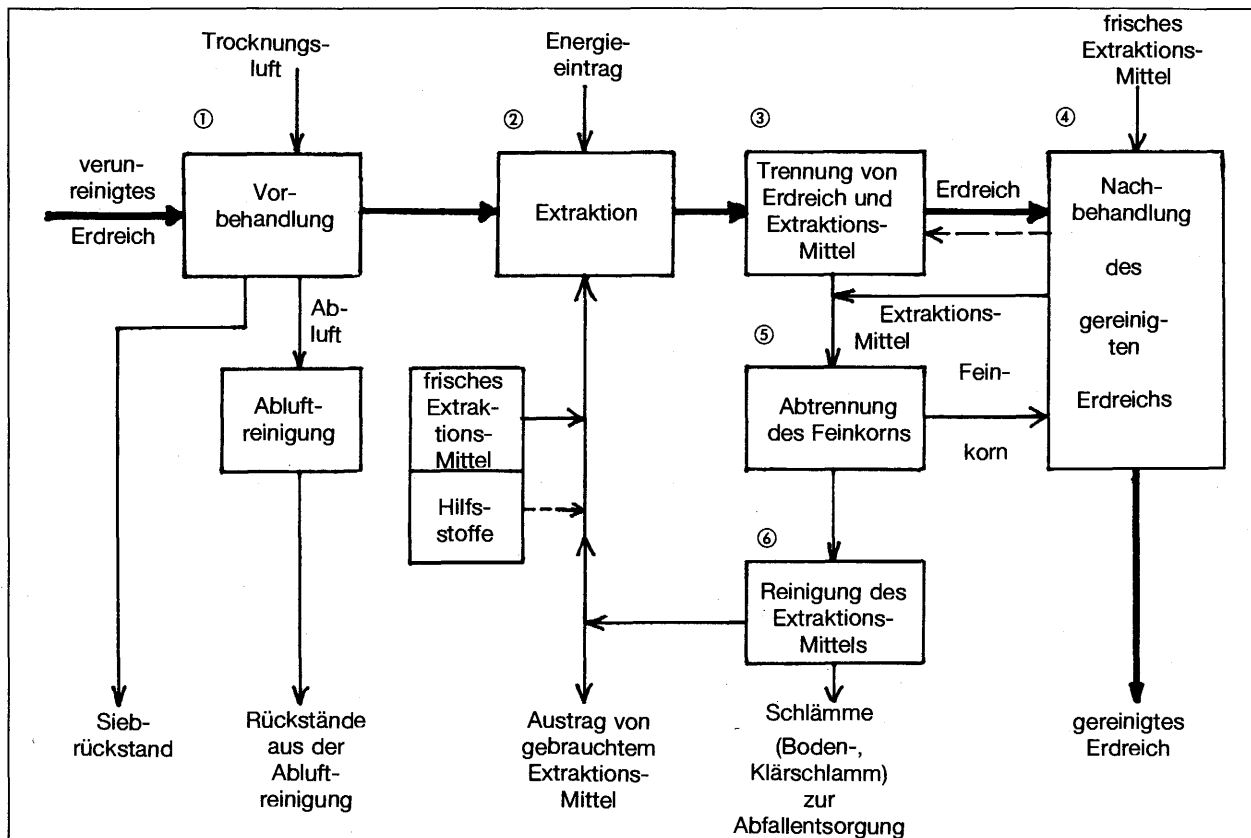 Trocknungs-
luft
Energie-
eintrag
frisches
Extraktions-
Mittel
①
②
③
④
verun-
reinigtes
Erdreich
Vor-
behandlung
Extraktion
Trennung von
Erdreich und
Extraktions-
Mittel
Erdreich
Nach-
behandlung
des
gereinig-
ten
Erdreichs
Ab-
luft
Extraktions-
Mittel
⑤
Abluft-
reinigung
frisches
Extrak-
tions-
Mittel
Hilfs-
stoffe
Abtrennung
des Feinkorns
Fein-
korn
⑥
Reinigung des
Extraktions-
Mittels
Sieb-
rückstand
Rückstände
aus der
Abluft-
reinigung
Austrag von
gebrauchtem
Extraktions-
Mittel
Schlämme
(Boden-,
Klärschlamm)
zur
Abfallentsorgung
gereinigtes
Erdreich